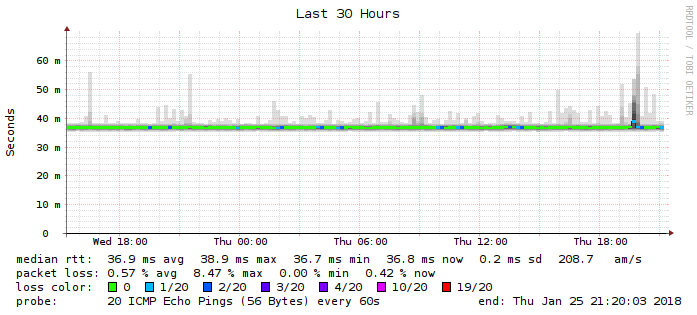 Last 30 Hours
RRDTOOL / TOBI OETIKER
Seconds
60 m
50 m
40 m
30 m
20 m
10 m
0
Wed 18:00 Thu 00:00 Thu 06:00 Thu 12:00 Thu 18:00
median rtt: 36.9 ms avg 38.9 ms max 36.7 ms min 36.8 ms now 0.2 ms sd 208.7 am/s
packet loss: 0.57 % avg 8.47 % max 0.00 % min 0.42 % now
loss color: 0 1/20 2/20 3/20 4/20 10/20 19/20
probe: 20 ICMP Echo Pings (56 Bytes) every 60s end: Thu Jan 25 21:20:03 2018